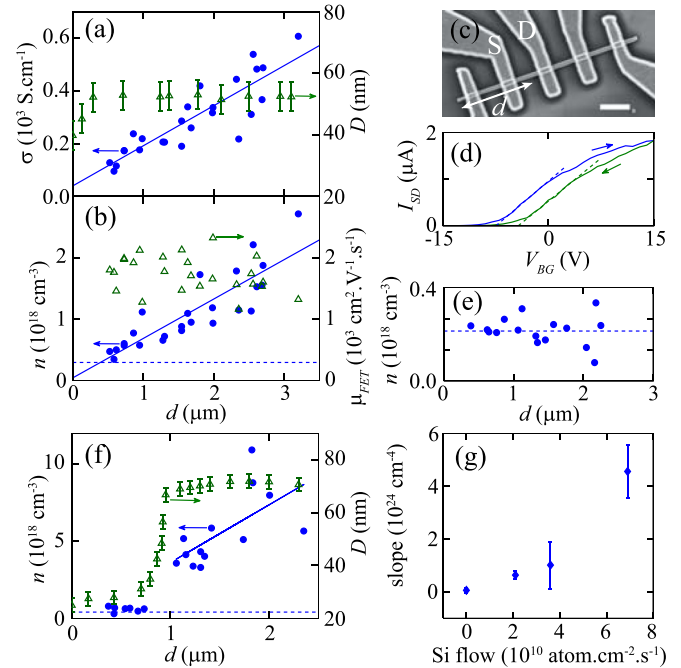 (a)
σ (10³ S.cm⁻¹)
0.6
0.4
0.2
0.0
80
60
40
20
D (nm)
(b)
n (10¹⁸ cm⁻³)
2
1
0
2
1
0
μFET (10³ cm².V⁻¹.s⁻¹)
0 1 2 3
d (μm)
(c)
S
D
d
(d)
I_SD (μA)
2
1
0
-15 0 15
V_BG (V)
(e)
n (10¹⁸ cm⁻³)
0.4
0.0
0 1 2 3
d (μm)
(f)
n (10¹⁸ cm⁻³)
10
5
0
80
60
40
20
D (nm)
0 1 2
d (μm)
(g)
slope (10²⁴ cm⁻⁴)
6
4
2
0
0 2 4 6 8
Si flow (10¹⁰ atom.cm⁻².s⁻¹)